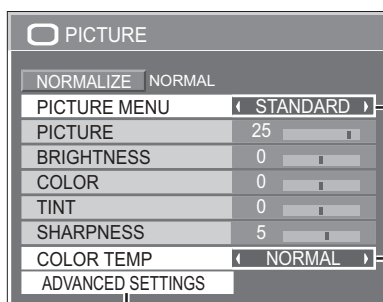 PICTURE
NORMALIZE NORMAL
PICTURE MENU STANDARD
PICTURE 25
BRIGHTNESS 0
COLOR 0
TINT 0
SHARPNESS 5
COLOR TEMP NORMAL
ADVANCED SETTINGS